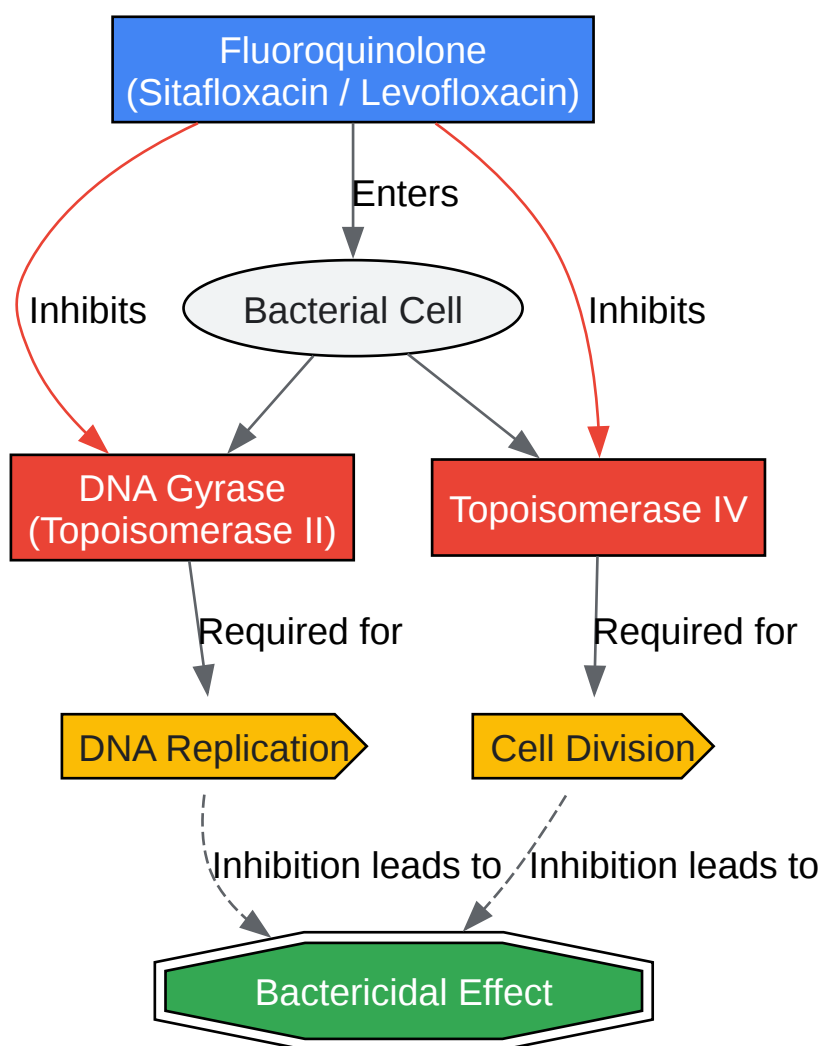 Fluoroquinolone
(Sitafloxacin / Levofloxacin)
Enters
Inhibits
Bacterial Cell
Inhibits
DNA Gyrase
(Topoisomerase II)
Topoisomerase IV
Required for
Required for
DNA Replication
Cell Division
Inhibition leads to
Inhibition leads to
Bactericidal Effect